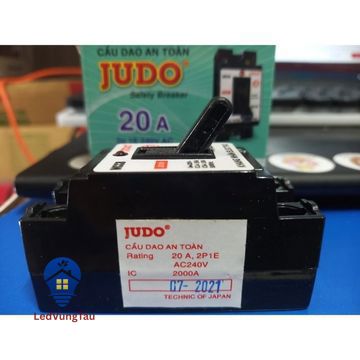 CẦU DAO AN TOÀN
JUDO®
Safety Breaker
20 A
JUDO®
CẦU DAO AN TOÀN
Rating 20 A, 2P1E
AC240V
IC 2000A
07- 2021
TECHNIC OF JAPAN
LedVungTau